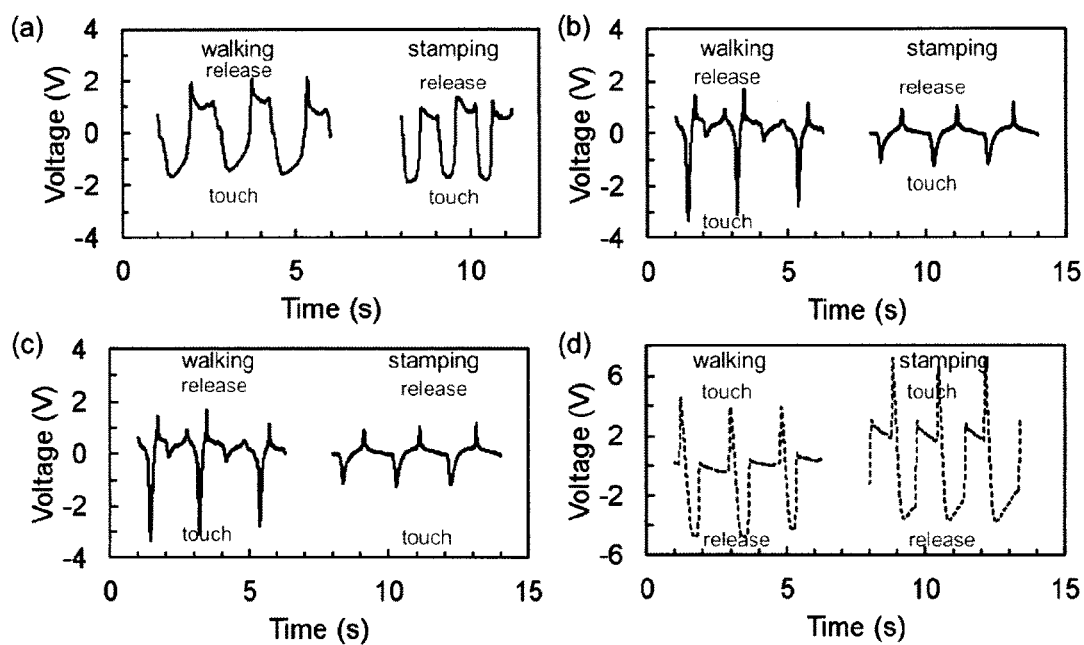 (a)
4
2
0
-2
-4
Voltage (V)
walking
release
touch
stamping
release
touch
0
5
10
Time (s)
(b)
4
2
0
-2
-4
Voltage (V)
walking
release
touch
stamping
release
touch
0
5
10
15
Time (s)
(c)
4
2
0
-2
-4
Voltage (V)
walking
release
touch
stamping
release
touch
0
5
10
15
Time (s)
(d)
6
2
-2
-6
Voltage (V)
walking
touch
release
stamping
touch
release
0
5
10
15
Time (s)